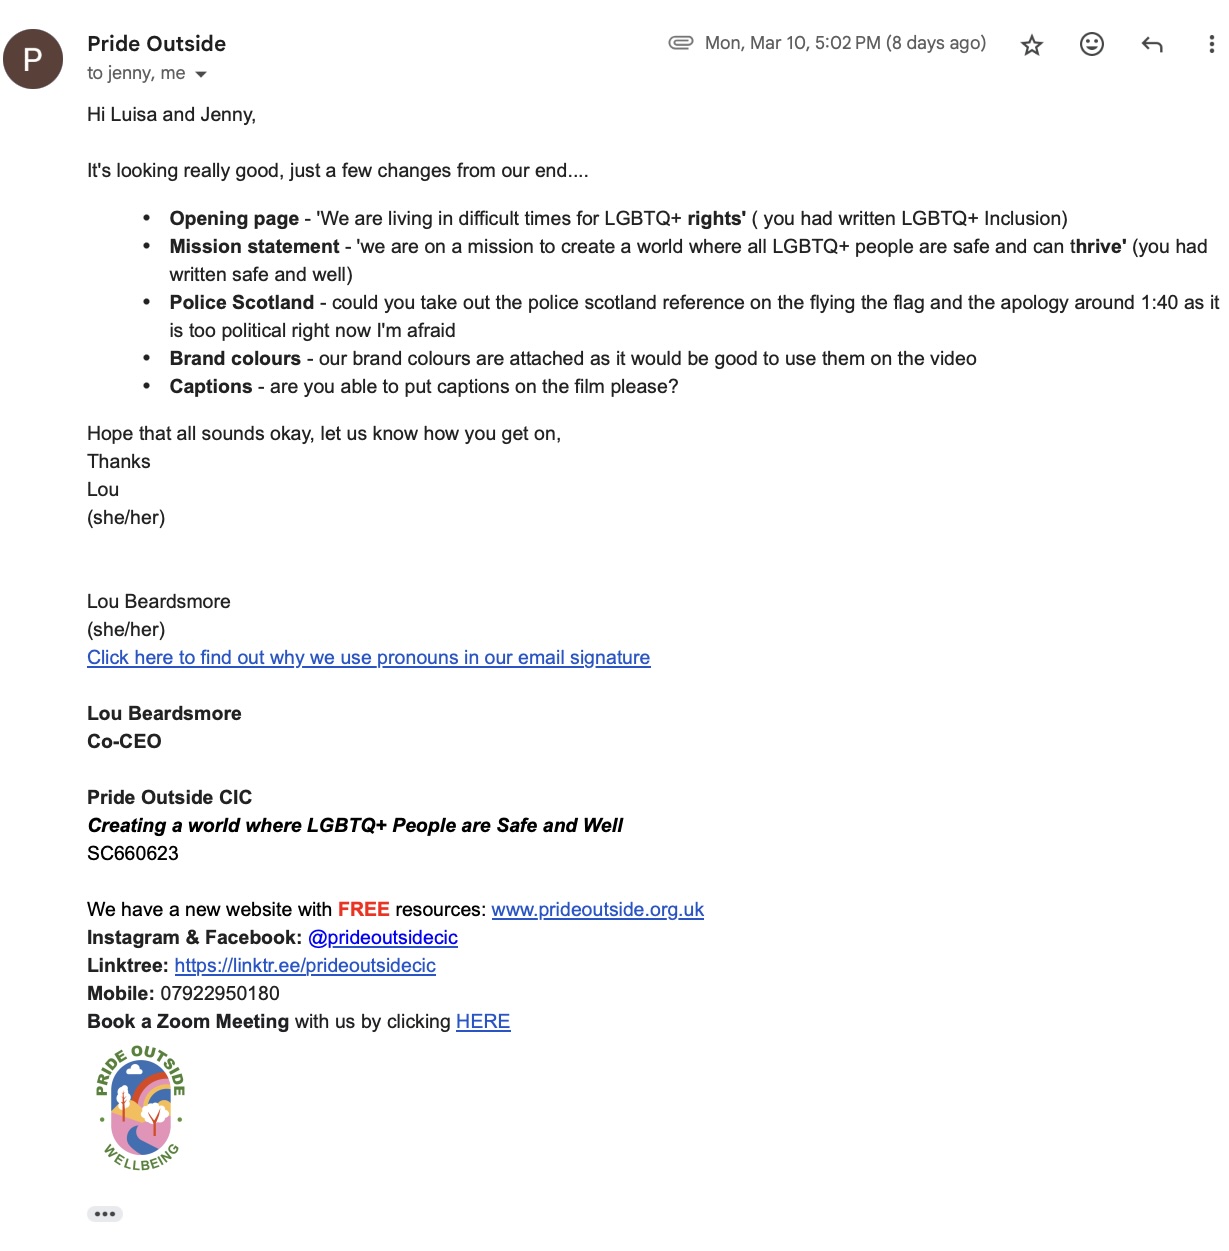 P
Pride Outside
Mon, Mar 10, 5:02 PM (8 days ago)
to jenny, me
Hi Luisa and Jenny,
It's looking really good, just a few changes from our end....
• Opening page - 'We are living in difficult times for LGBTQ+ rights' ( you had written LGBTQ+ Inclusion)
• Mission statement - 'we are on a mission to create a world where all LGBTQ+ people are safe and can thrive' (you had
written safe and well)
• Police Scotland - could you take out the police scotland reference on the flying the flag and the apology around 1:40 as it
is too political right now I'm afraid
• Brand colours - our brand colours are attached as it would be good to use them on the video
• Captions - are you able to put captions on the film please?
Hope that all sounds okay, let us know how you get on,
Thanks
Lou
(she/her)
Lou Beardsmore
(she/her)
Click here to find out why we use pronouns in our email signature
Lou Beardsmore
Co-CEO
Pride Outside CIC
Creating a world where LGBTQ+ People are Safe and Well
SC660623
We have a new website with FREE resources: www.prideoutside.org.uk
Instagram & Facebook: @prideoutsidecic
Linktree: https://linktr.ee/prideoutsidecic
Mobile: 07922950180
Book a Zoom Meeting with us by clicking HERE
PRIDE OUTSIDE
WELLBEING